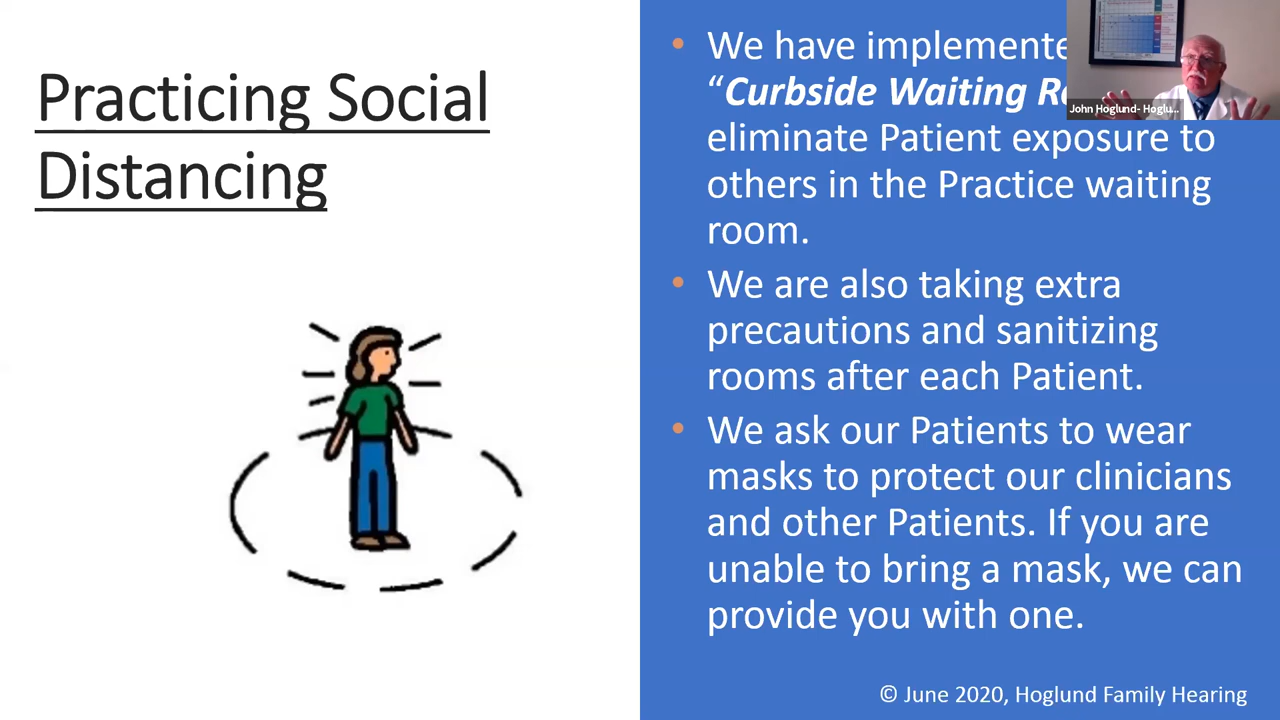 Practicing Social
Distancing
• We have implemente
“Curbside Waiting R
eliminate Patient exposure to
others in the Practice waiting
room.
• We are also taking extra
precautions and sanitizing
rooms after each Patient.
• We ask our Patients to wear
masks to protect our clinicians
and other Patients. If you are
unable to bring a mask, we can
provide you with one.
© June 2020, Hoglund Family Hearing
John Hoglund- Hoglu...